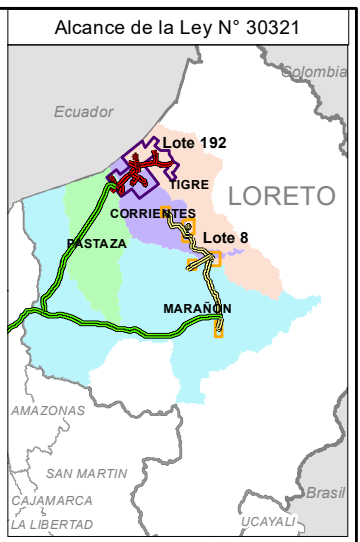 Alcance de la Ley N° 30321
Colombia
Ecuador
Lote 192
TIGRE
LORETO
CORRIENTES
Lote 8
PASTAZA
MARAÑON
AMAZONAS
SAN MARTIN
CAJAMARCA
Brasil
LA LIBERTAD
UCAYALI